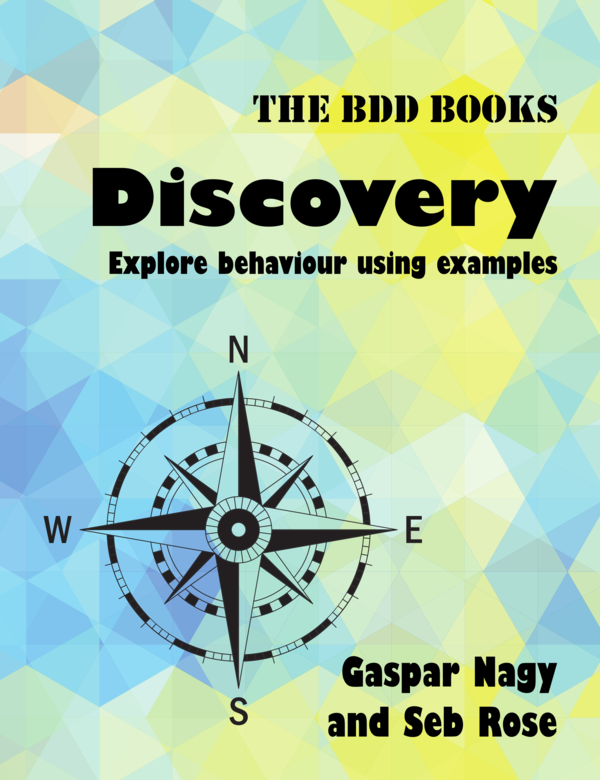 THE BDD BOOKS
Discovery
Explore behaviour using examples
N
W
E
S
Gaspar Nagy
and Seb Rose